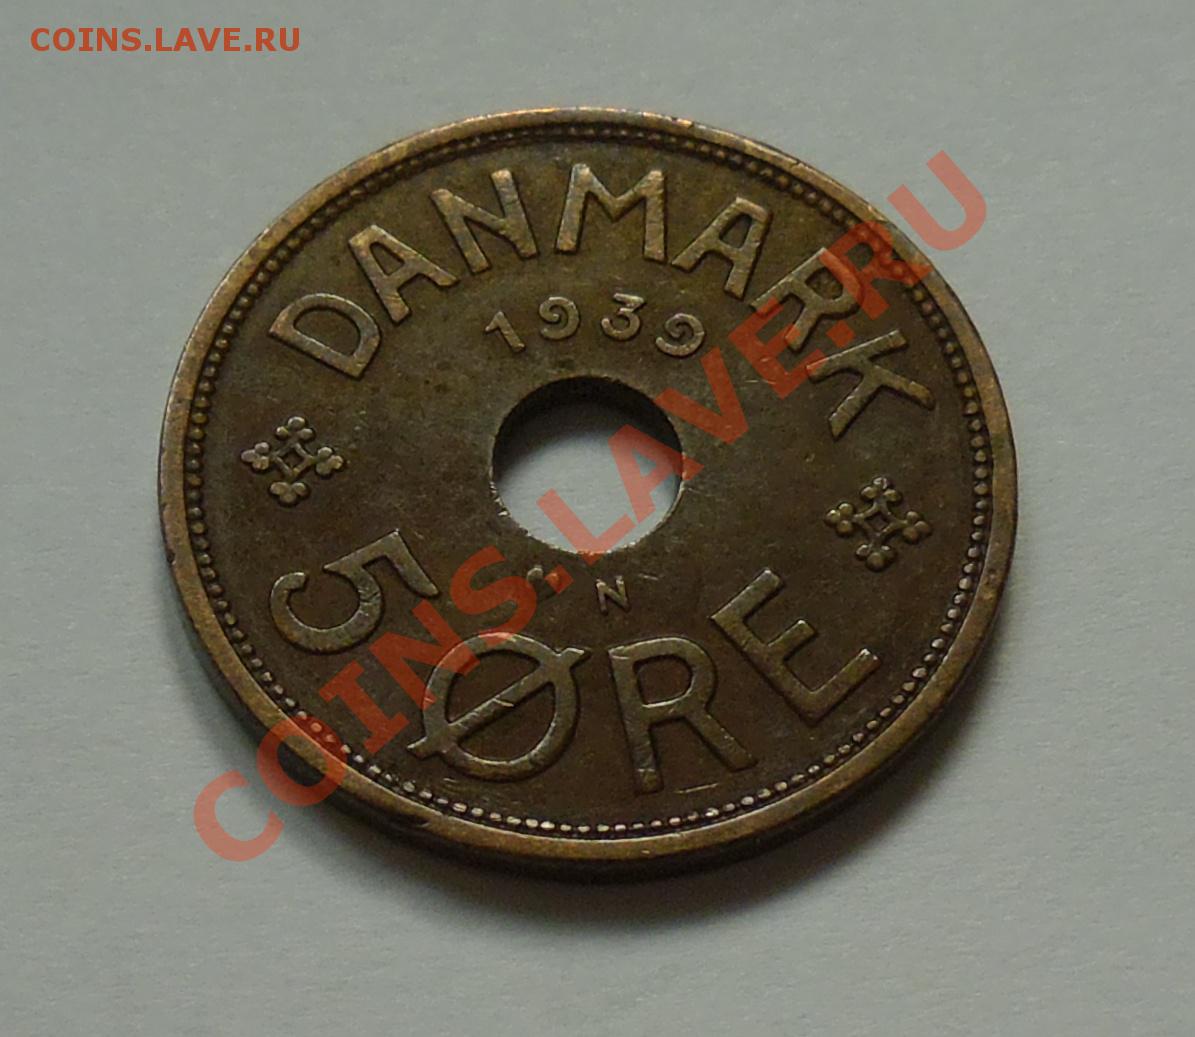 COINS.LAVE.RU
DANMARK
1939
N
5 ØRE
COINS.LAVE.RU